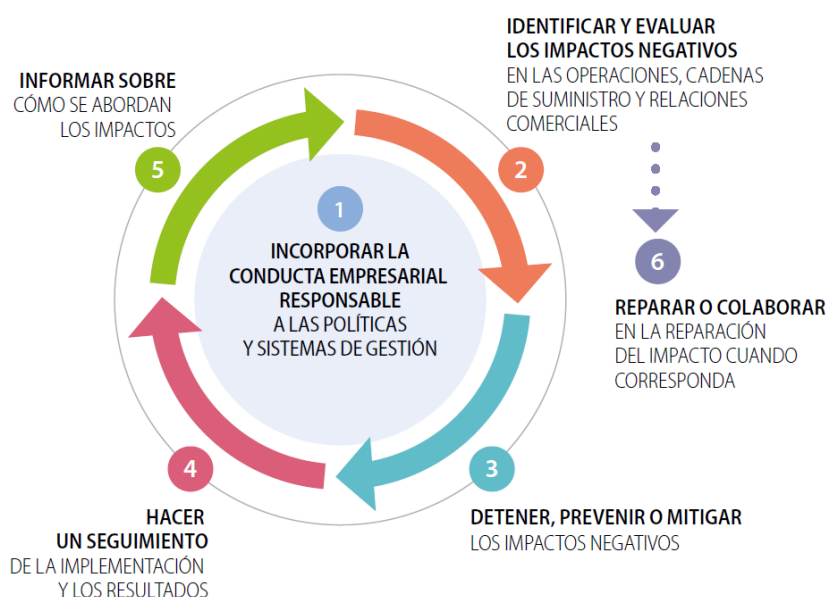 1
INCORPORAR LA
CONDUCTA EMPRESARIAL
RESPONSABLE
A LAS POLÍTICAS
Y SISTEMAS DE GESTIÓN
2
IDENTIFICAR Y EVALUAR
LOS IMPACTOS NEGATIVOS
EN LAS OPERACIONES, CADENAS
DE SUMINISTRO Y RELACIONES
COMERCIALES
3
DETENER, PREVENIR O MITIGAR
LOS IMPACTOS NEGATIVOS
4
HACER
UN SEGUIMIENTO
DE LA IMPLEMENTACIÓN
Y LOS RESULTADOS
5
INFORMAR SOBRE
CÓMO SE ABORDAN
LOS IMPACTOS
6
REPARAR O COLABORAR
EN LA REPARACIÓN
DEL IMPACTO CUANDO
CORRESPONDA